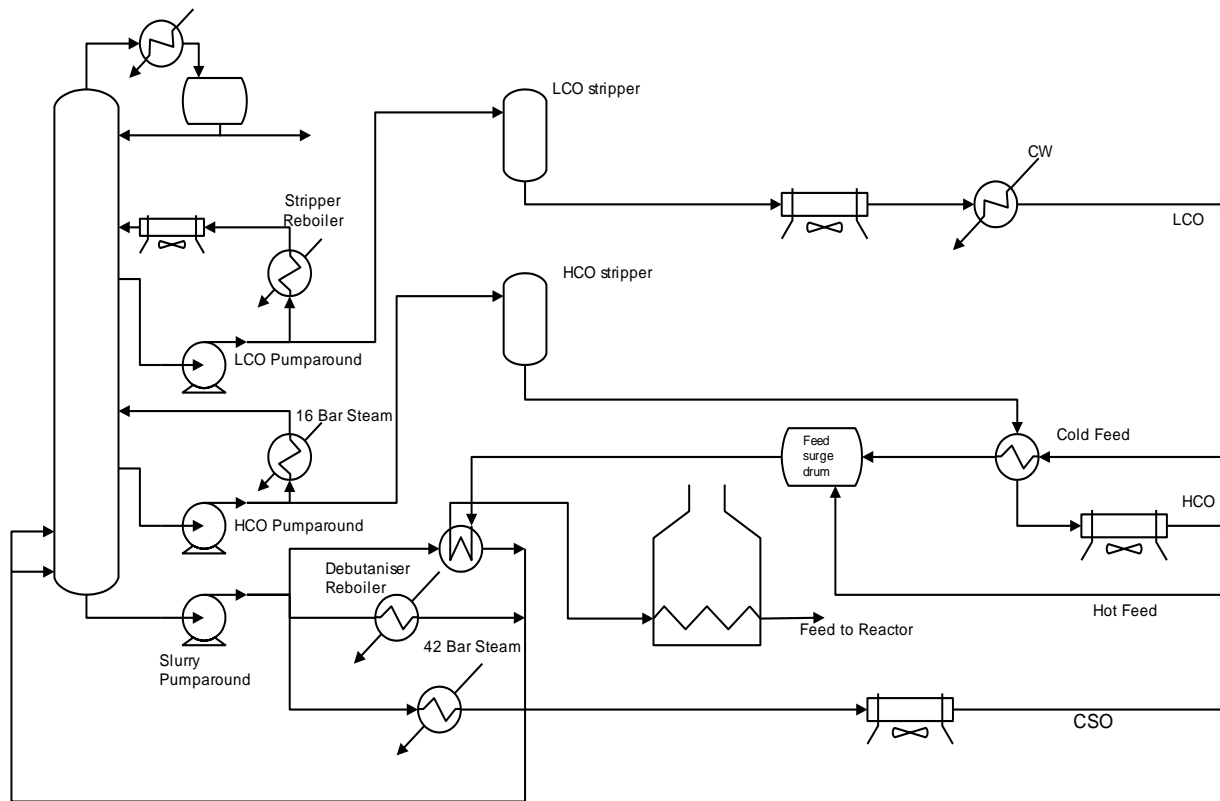 LCO stripper
CW
Stripper
Reboiler
LCO
HCO stripper
LCO Pumparound
16 Bar Steam
Feed
surge
drum
Cold Feed
HCO
HCO Pumparound
Debutaniser
Reboiler
Hot Feed
Feed to Reactor
42 Bar Steam
Slurry
Pumparound
CSO